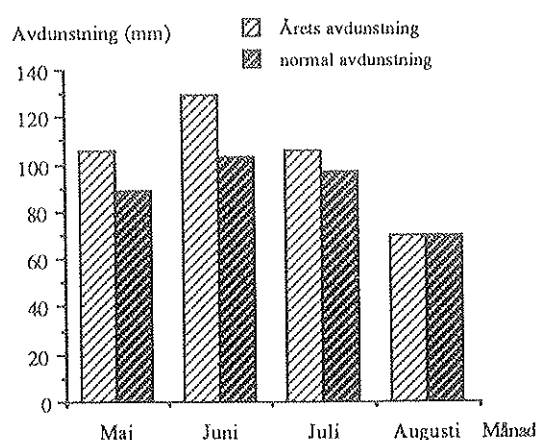 Avdunstning (mm)
Årets avdunstning
normal avdunstning
140
120
100
80
60
40
20
0
Maj
Juni
Juli
Augusti
Månad